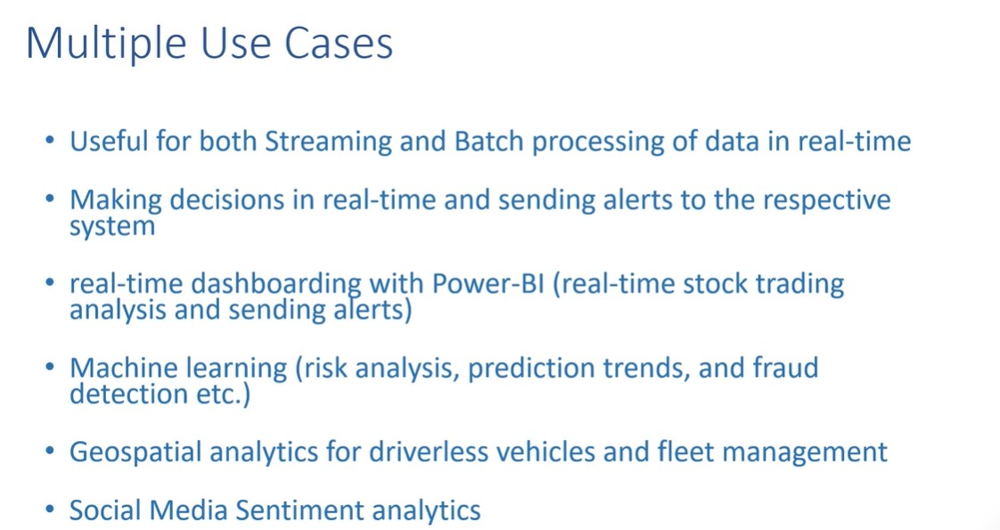 Multiple Use Cases
• Useful for both Streaming and Batch processing of data in real-time
• Making decisions in real-time and sending alerts to the respective
system
• real-time dashboarding with Power-BI (real-time stock trading
analysis and sending alerts)
• Machine learning (risk analysis, prediction trends, and fraud
detection etc.)
• Geospatial analytics for driverless vehicles and fleet management
• Social Media Sentiment analytics